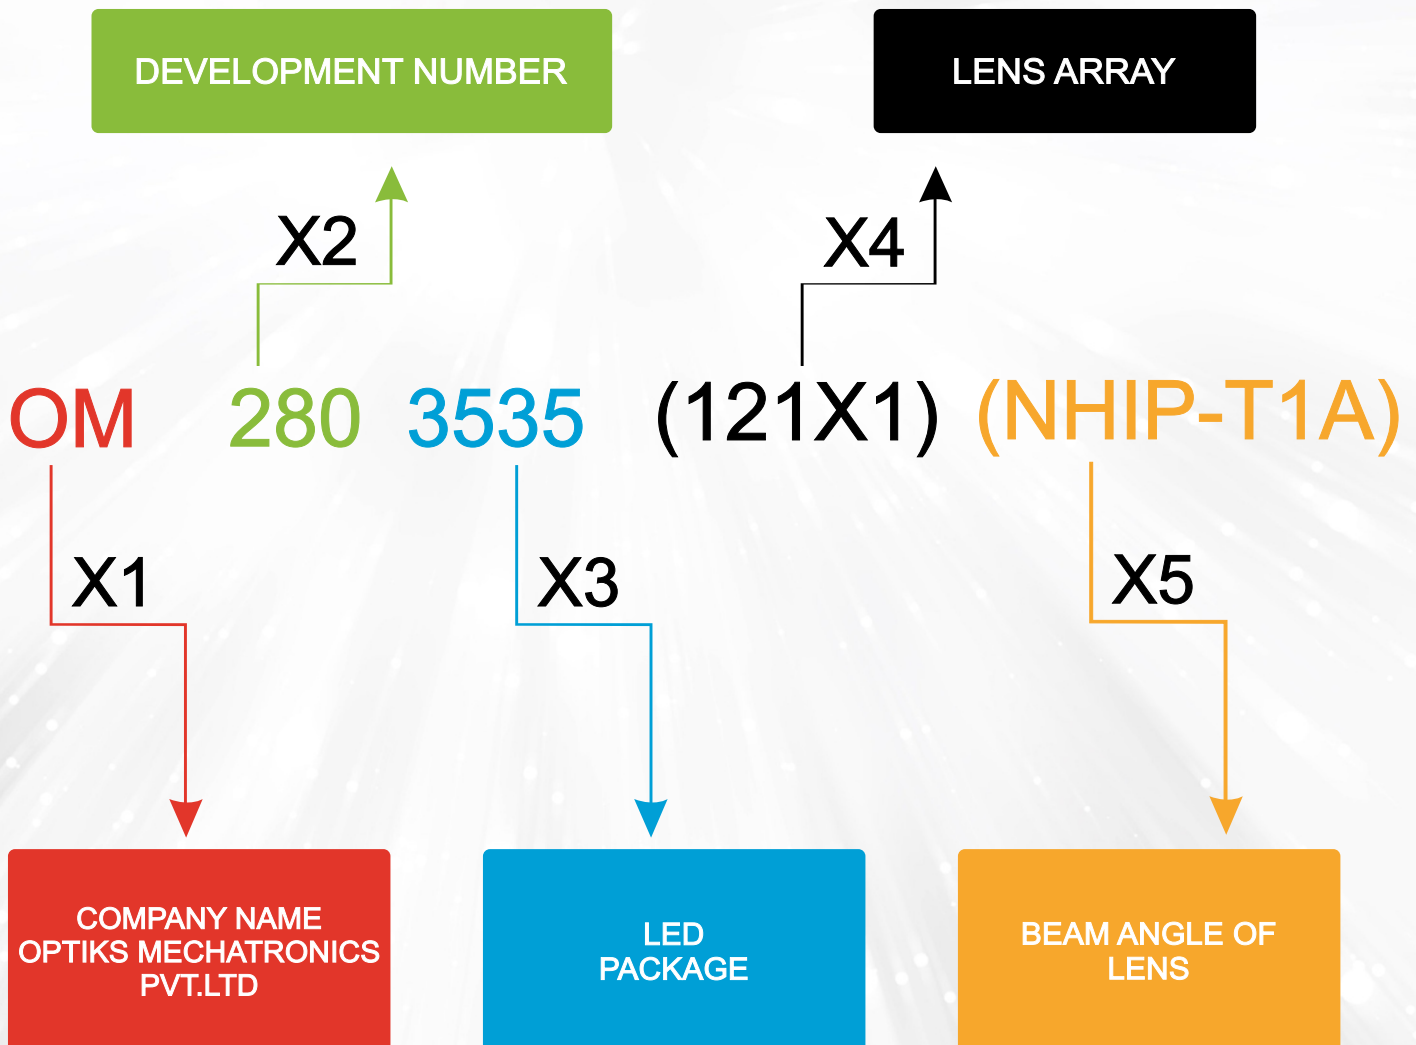 DEVELOPMENT NUMBER
LENS ARRAY
X2
X4
OM 280 3535 (121X1) (NHIP-T1A)
X1
X3
X5
COMPANY NAME
OPTIKS MECHATRONICS
PVT.LTD
LED
PACKAGE
BEAM ANGLE OF
LENS